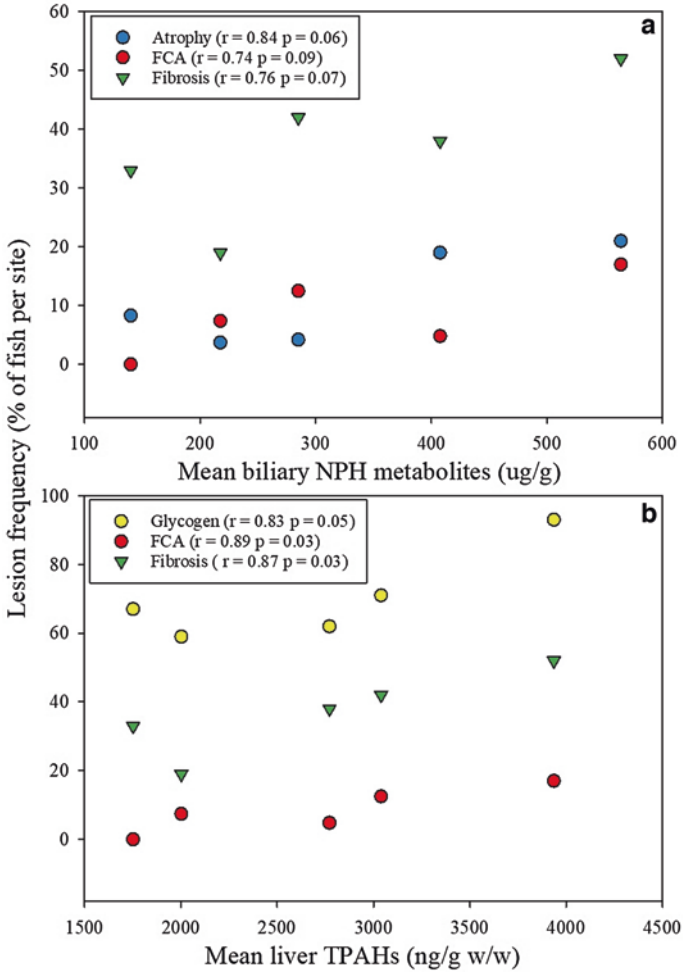 Lesion frequency (% of fish per site)
a
Atrophy (r = 0.84 p = 0.06)
FCA (r = 0.74 p = 0.09)
Fibrosis (r = 0.76 p = 0.07)
60
50
40
30
20
10
0
100 200 300 400 500 600
Mean biliary NPH metabolites (ug/g)
b
Glycogen (r = 0.83 p = 0.05)
FCA (r = 0.89 p = 0.03)
Fibrosis ( r = 0.87 p = 0.03)
100
80
60
40
20
0
1500 2000 2500 3000 3500 4000 4500
Mean liver TPAHs (ng/g w/w)